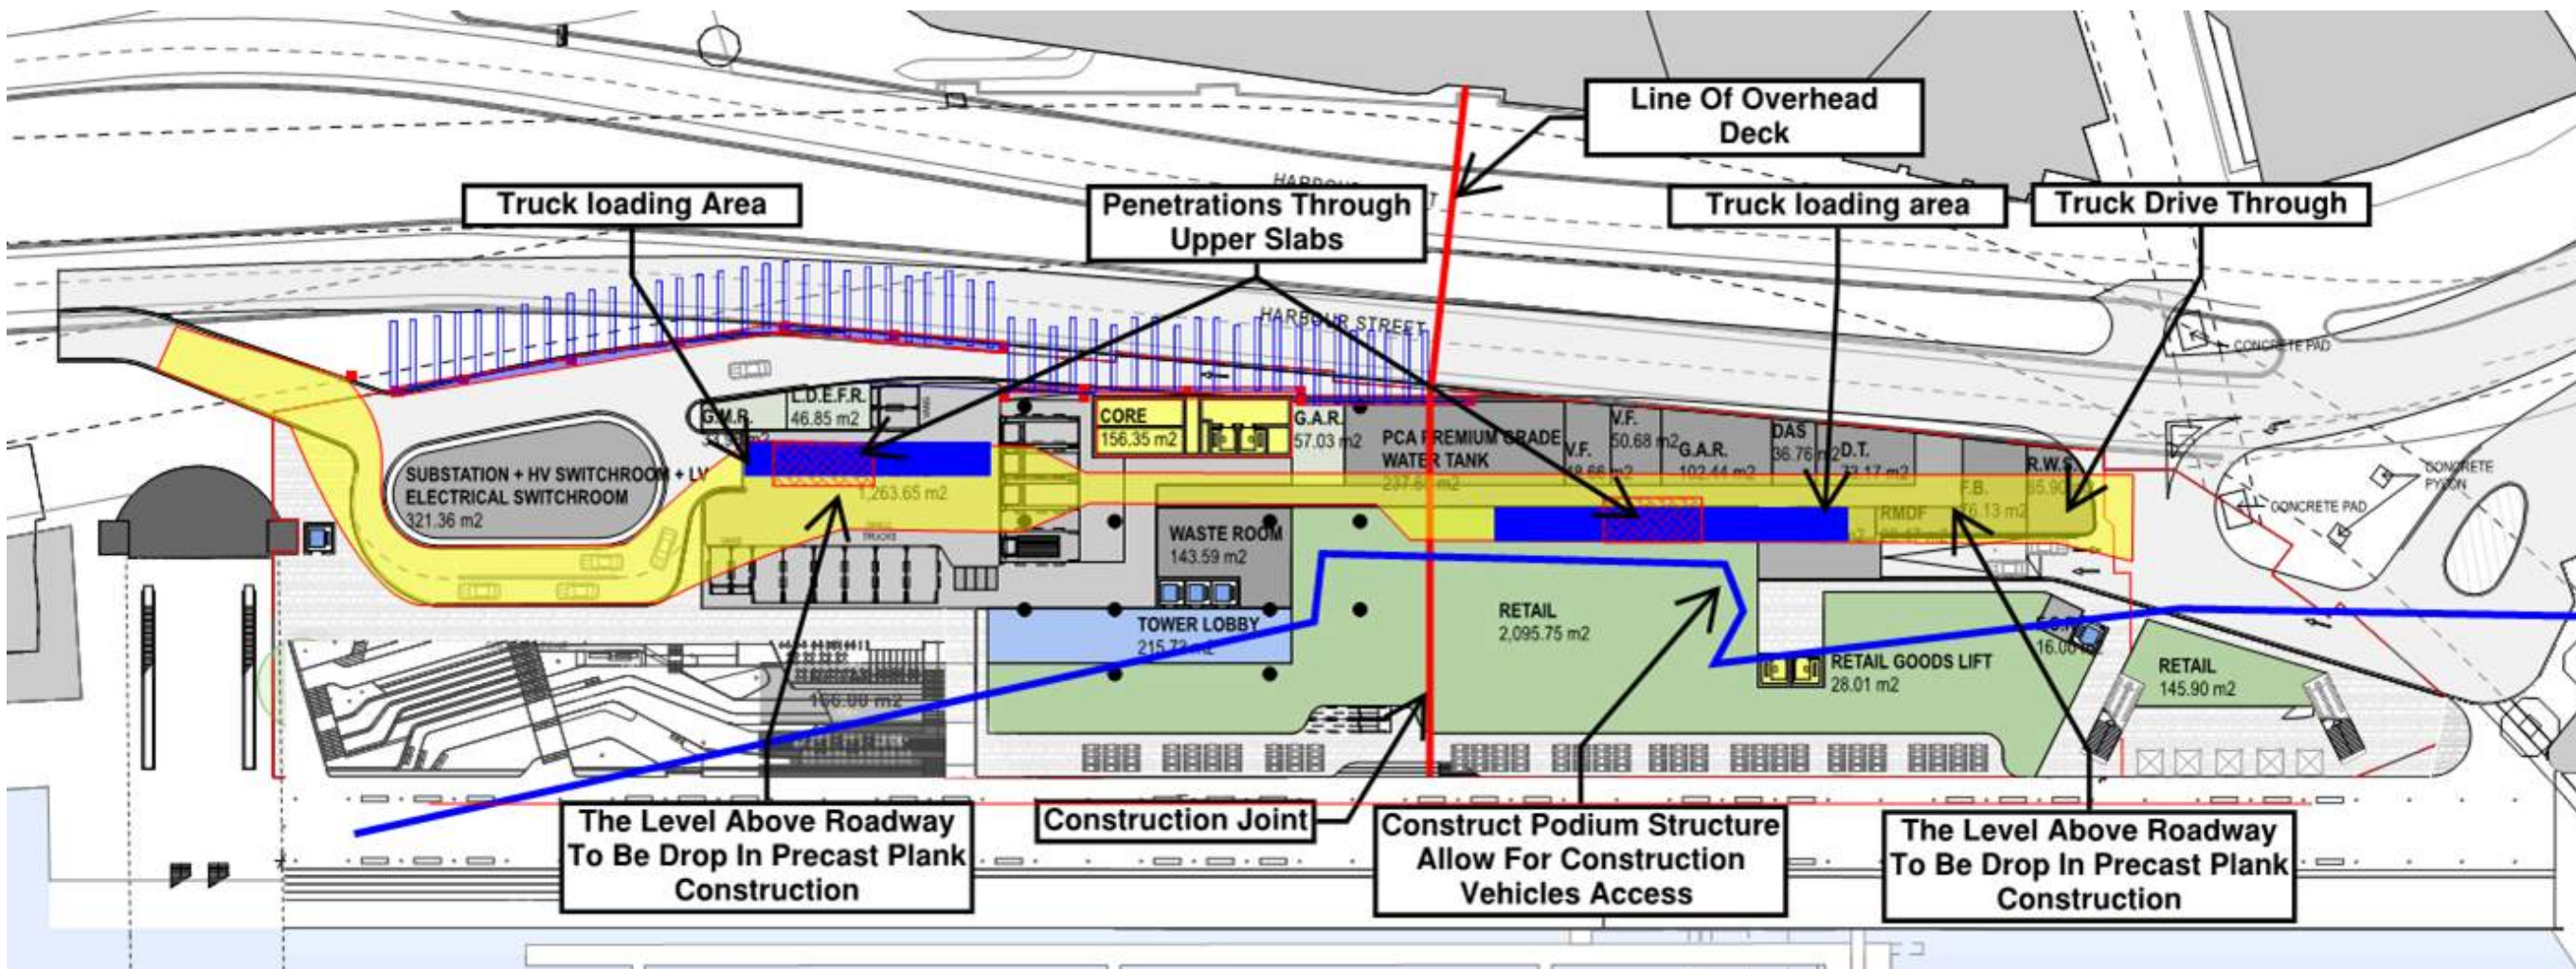 Line Of Overhead
Deck
Truck loading Area
Penetrations Through
Upper Slabs
Truck loading area
Truck Drive Through
HARBOUR STREET
CONCRETE PAD
L.D.E.F.R.
46.85 m2
G.M.R.
CORE
156.35 m2
G.A.R.
57.03 m2
PCA PREMIUM GRADE
WATER TANK
V.F.
V.F.
50.68 m2
G.A.R.
102.44 m2
DAS
36.76 m2
D.T.
R.W.S.
F.B.
RMDF
CONCRETE
PYLON
CONCRETE PAD
SUBSTATION + HV SWITCHROOM + LV
ELECTRICAL SWITCHROOM
321.36 m2
1,263.65 m2
SMALL
TRUCKS
WASTE ROOM
143.59 m2
TOWER LOBBY
RETAIL
2,095.75 m2
RETAIL GOODS LIFT
28.01 m2
RETAIL
145.90 m2
The Level Above Roadway
To Be Drop In Precast Plank
Construction
Construction Joint
Construct Podium Structure
Allow For Construction
Vehicles Access
The Level Above Roadway
To Be Drop In Precast Plank
Construction